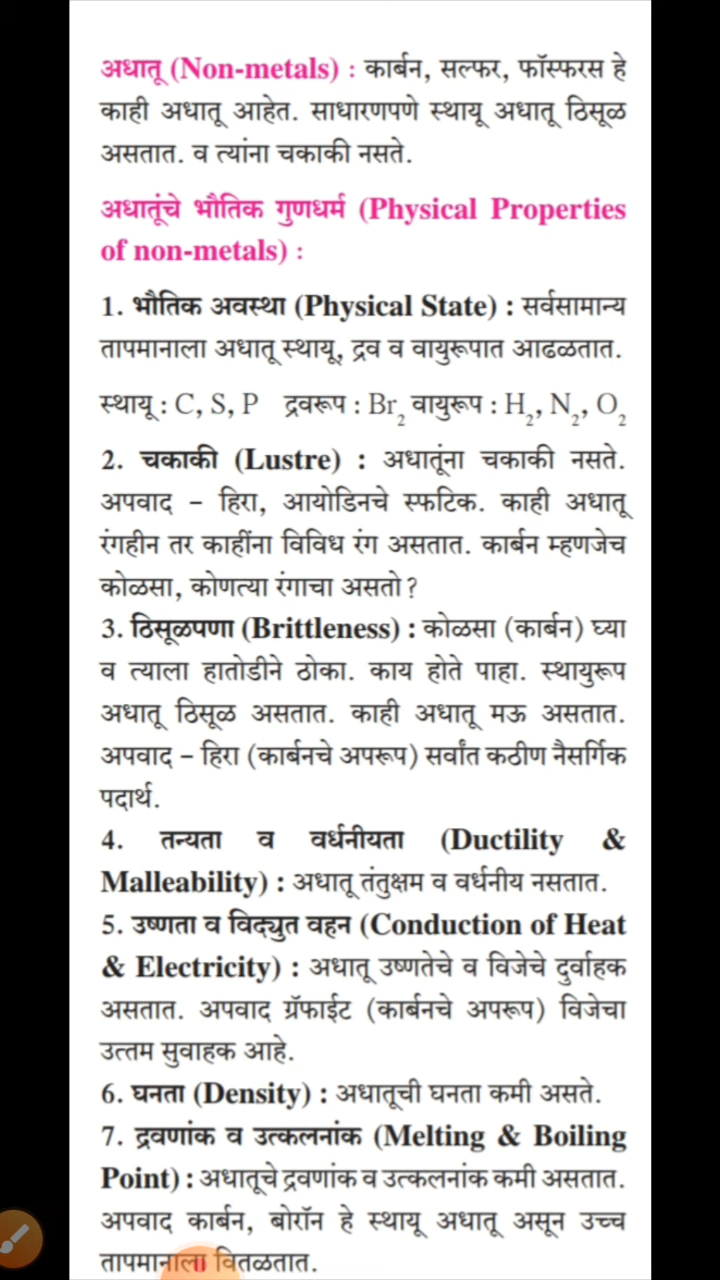 अधातू (Non-metals) : कार्बन, सल्फर, फॉस्फरस हे
काही अधातू आहेत. साधारणपणे स्थायू अधातू ठिसूळ
असतात. व त्यांना चकाकी नसते.
अधातूंचे भौतिक गुणधर्म (Physical Properties
of non-metals) :
1. भौतिक अवस्था (Physical State) : सर्वसामान्य
तापमानाला अधातू स्थायू, द्रव व वायुरूपात आढळतात.
स्थायू : C, S, P द्रवरूप : Br₂ वायुरूप : H₂, N₂, O₂
2. चकाकी (Lustre) : अधातूंना चकाकी नसते.
अपवाद - हिरा, आयोडिनचे स्फटिक. काही अधातू
रंगहीन तर काहींना विविध रंग असतात. कार्बन म्हणजेच
कोळसा, कोणत्या रंगाचा असतो?
3. ठिसूळपणा (Brittleness) : कोळसा (कार्बन) घ्या
व त्याला हातोडीने ठोका. काय होते पाहा. स्थायुरूप
अधातू ठिसूळ असतात. काही अधातू मऊ असतात.
अपवाद - हिरा (कार्बनचे अपरूप) सर्वांत कठीण नैसर्गिक
पदार्थ.
4. तन्यता व वर्धनीयता (Ductility &
Malleability) : अधातू तंतुक्षम व वर्धनीय नसतात.
5. उष्णता व विद्युत वहन (Conduction of Heat
& Electricity) : अधातू उष्णतेचे व विजेचे दुर्वाहक
असतात. अपवाद ग्रॅफाईट (कार्बनचे अपरूप) विजेचा
उत्तम सुवाहक आहे.
6. घनता (Density) : अधातूची घनता कमी असते.
7. द्रवणांक व उत्कलनांक (Melting & Boiling
Point) : अधातूचे द्रवणांक व उत्कलनांक कमी असतात.
अपवाद कार्बन, बोरॉन हे स्थायू अधातू असून उच्च
तापमानाला वितळतात.